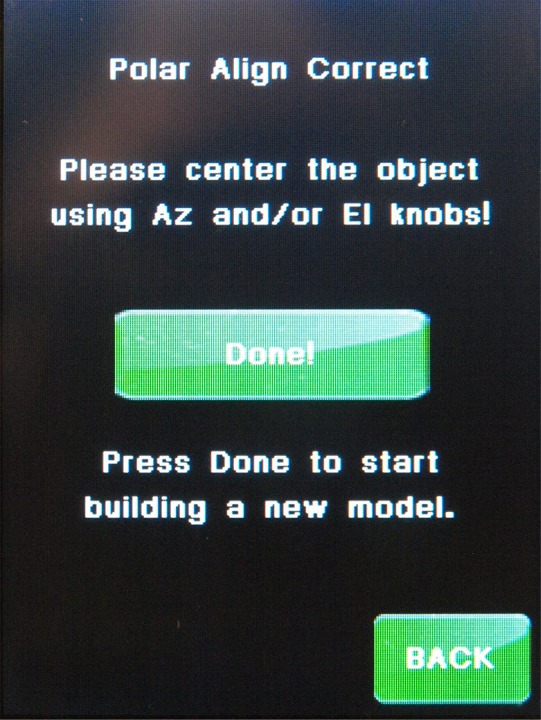 Polar Align Correct
Please center the object
using Az and/or El knobs!
Done!
Press Done to start
building a new model.
BACK